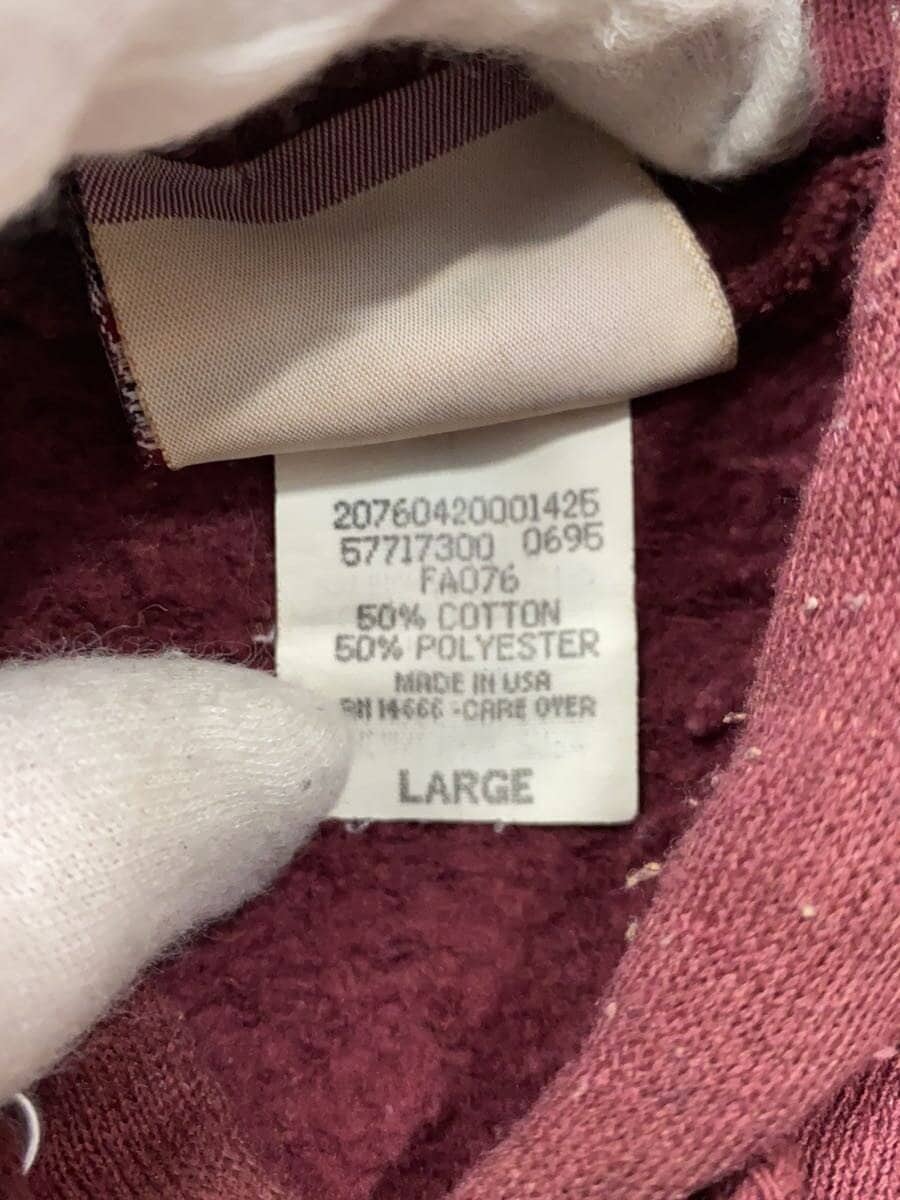 20760420001425
57717300 0695
FA076
50% COTTON
50% POLYESTER
MADE IN USA
RN 14666 -CARE OVER
LARGE